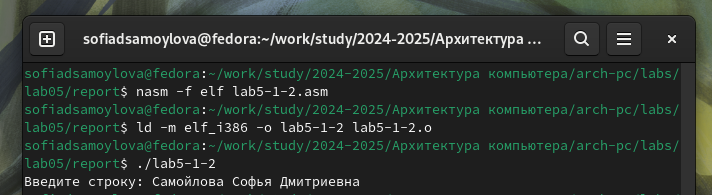 sofiadsamoylova@fedora:~/work/study/2024-2025/Архитектура ...
sofiadsamoylova@fedora:~/work/study/2024-2025/Архитектура компьютера/arch-pc/labs/
lab05/report$ nasm -f elf lab5-1-2.asm
sofiadsamoylova@fedora:~/work/study/2024-2025/Архитектура компьютера/arch-pc/labs/
lab05/report$ ld -m elf_i386 -o lab5-1-2 lab5-1-2.o
sofiadsamoylova@fedora:~/work/study/2024-2025/Архитектура компьютера/arch-pc/labs/
lab05/report$ ./lab5-1-2
Введите строку: Самойлова Софья Дмитриевна